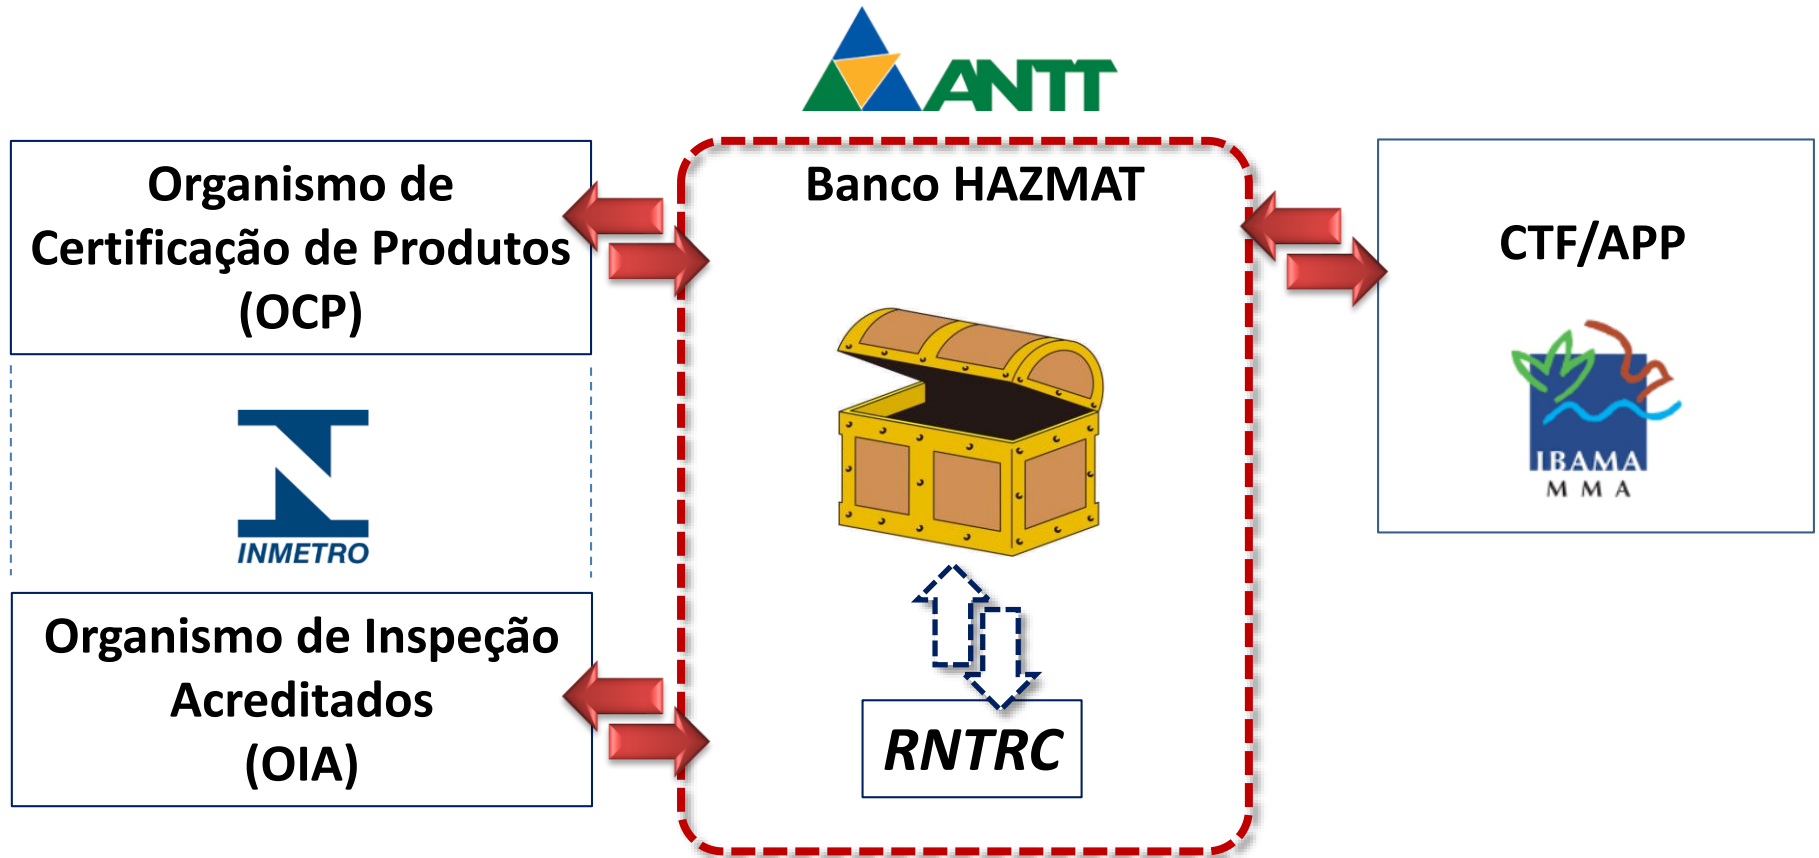 ANTT
Organismo de
Certificação de Produtos
(OCP)
INMETRO
Organismo de Inspeção
Acreditados
(OIA)
Banco HAZMAT
RNTRC
CTF/APP
IBAMA
M M A